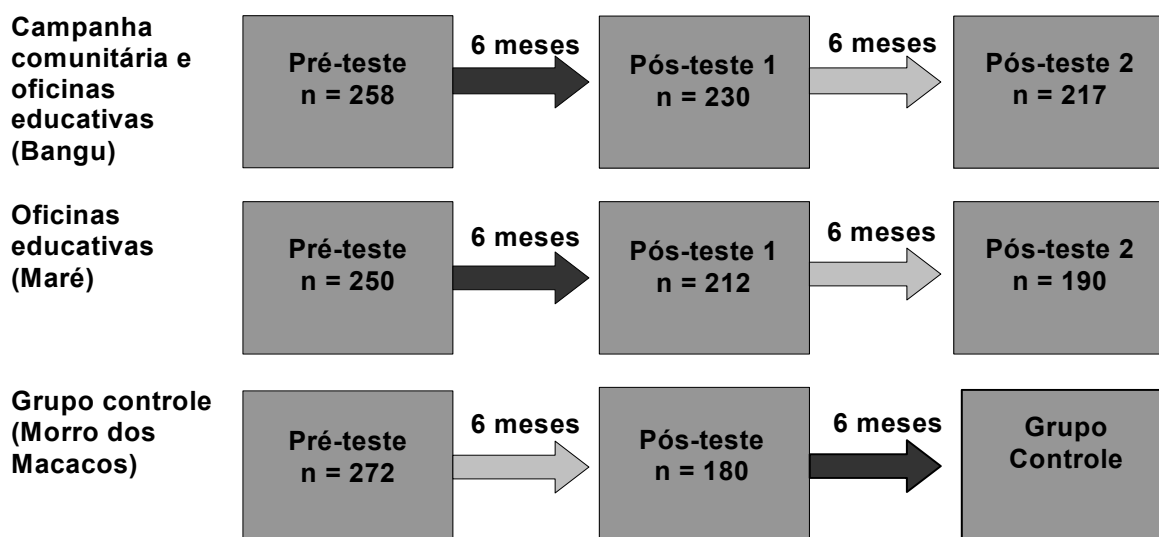 Campanha
comunitária e
oficinas
educativas
(Bangu)
Pré-teste
n = 258
6 meses
Pós-teste 1
n = 230
6 meses
Pós-teste 2
n = 217
Oficinas
educativas
(Maré)
Pré-teste
n = 250
6 meses
Pós-teste 1
n = 212
6 meses
Pós-teste 2
n = 190
Grupo controle
(Morro dos
Macacos)
Pré-teste
n = 272
6 meses
Pós-teste
n = 180
6 meses
Grupo
Controle